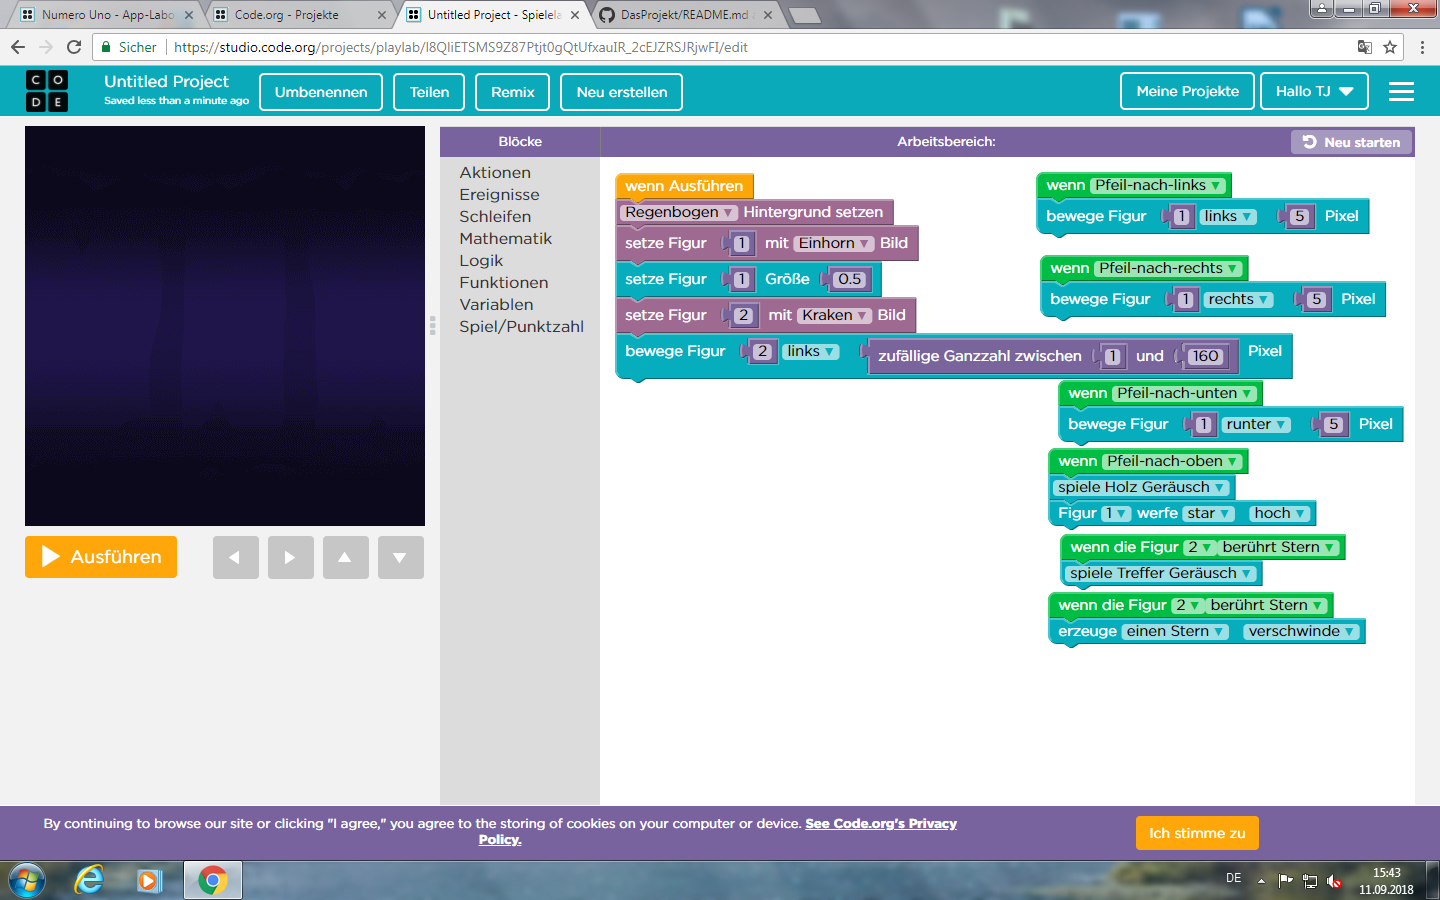 Numero Uno - App-Labo
Code.org - Projekte
Untitled Project - Spielela
DasProjekt/README.md
Sicher
https://studio.code.org/projects/playlab/l8QIiETSMS9Z87Ptjt0gQtUfxauIR_2cEJZRSJRjwFI/edit
CODE
Untitled Project
Saved less than a minute ago
Umbenennen
Teilen
Remix
Neu erstellen
Meine Projekte
Hallo TJ
Blöcke
Arbeitsbereich:
Neu starten
Aktionen
Ereignisse
Schleifen
Mathematik
Logik
Funktionen
Variablen
Spiel/Punktzahl
wenn Ausführen
Regenbogen Hintergrund setzen
setze Figur 1 mit Einhorn Bild
setze Figur 1 Größe 0.5
setze Figur 2 mit Kraken Bild
bewege Figur 2 links zufällige Ganzzahl zwischen 1 und 160 Pixel
wenn Pfeil-nach-links
bewege Figur 1 links 5 Pixel
wenn Pfeil-nach-rechts
bewege Figur 1 rechts 5 Pixel
wenn Pfeil-nach-unten
bewege Figur 1 runter 5 Pixel
wenn Pfeil-nach-oben
spiele Holz Geräusch
Figur 1 werfe star hoch
wenn die Figur 2 berührt Stern
spiele Treffer Geräusch
wenn die Figur 2 berührt Stern
erzeuge einen Stern verschwinde
Ausführen
By continuing to browse our site or clicking "I agree," you agree to the storing of cookies on your computer or device. See Code.org's Privacy
Policy.
Ich stimme zu
DE
15:43
11.09.2018